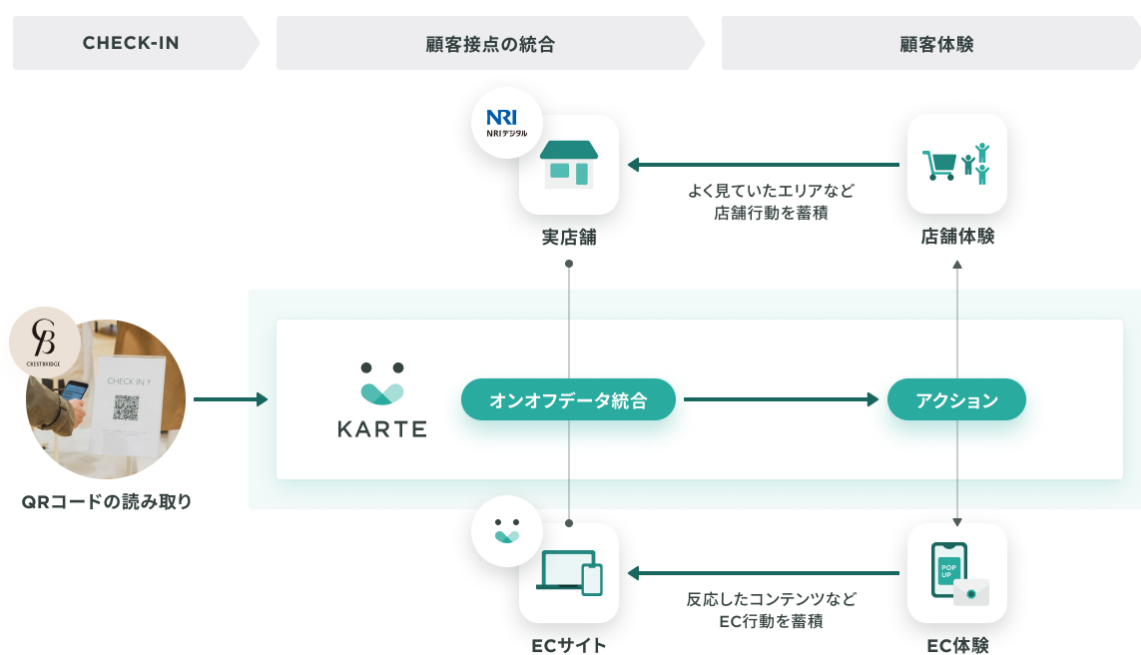 CHECK-IN
顧客接点の統合
顧客体験
NRI
NRIデジタル
よく見ていたエリアなど
店舗行動を蓄積
実店舗
店舗体験
CB
CRESTBRIDGE
CHECK IN ?
KARTE
オンオフデータ統合
アクション
QRコードの読み取り
POP
UP
反応したコンテンツなど
EC行動を蓄積
ECサイト
EC体験